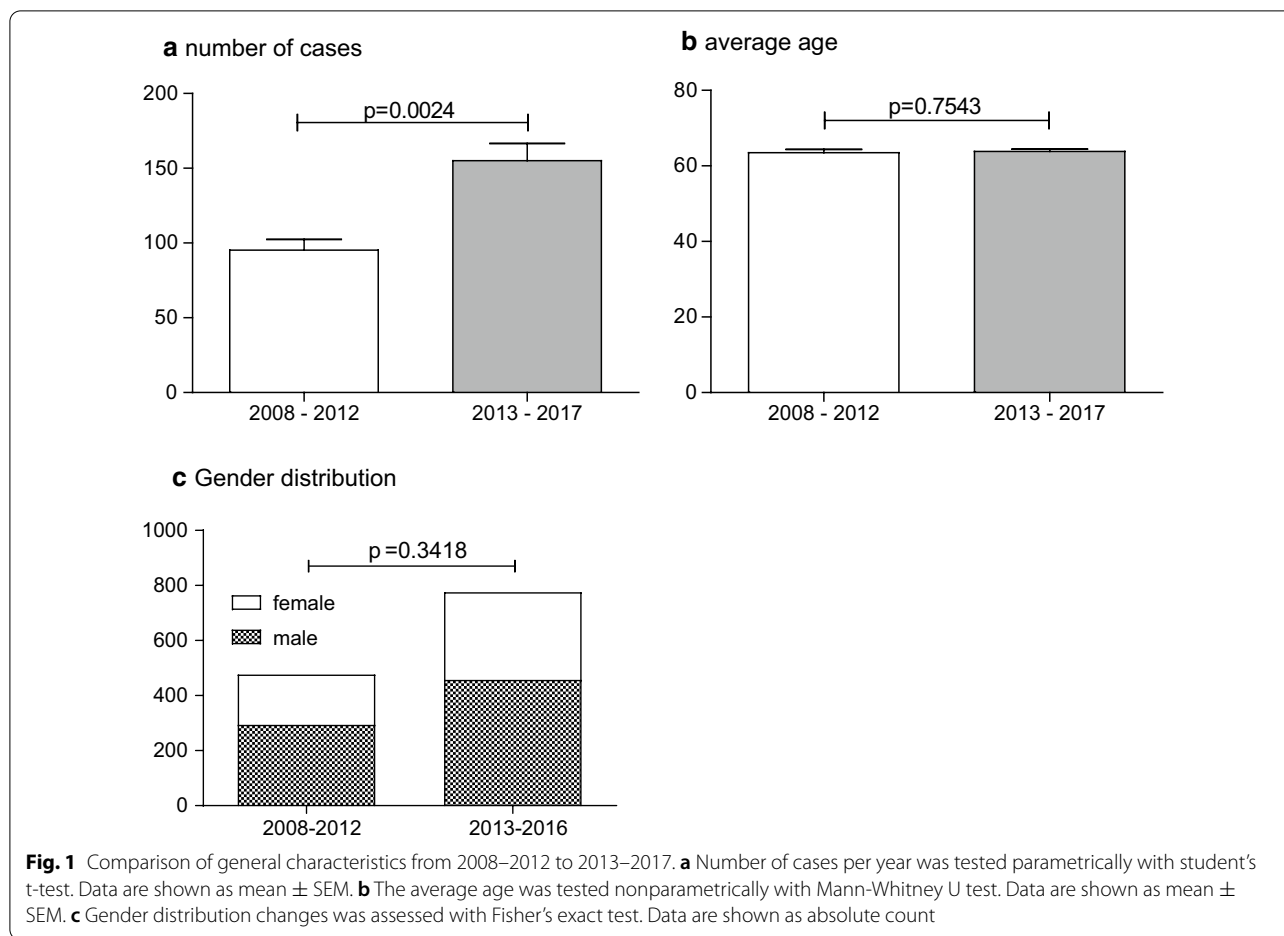 a number of cases
200
150
100
50
0
p=0.0024
2008 - 2012
2013 - 2017
b average age
80
60
40
20
0
p=0.7543
2008 - 2012
2013 - 2017
c Gender distribution
1000
800
600
400
200
0
p =0.3418
female
male
2008-2012
2013-2016
Fig. 1 Comparison of general characteristics from 2008–2012 to 2013–2017. a Number of cases per year was tested parametrically with student's
t-test. Data are shown as mean ± SEM. b The average age was tested nonparametrically with Mann-Whitney U test. Data are shown as mean ±
SEM. c Gender distribution changes was assessed with Fisher's exact test. Data are shown as absolute count